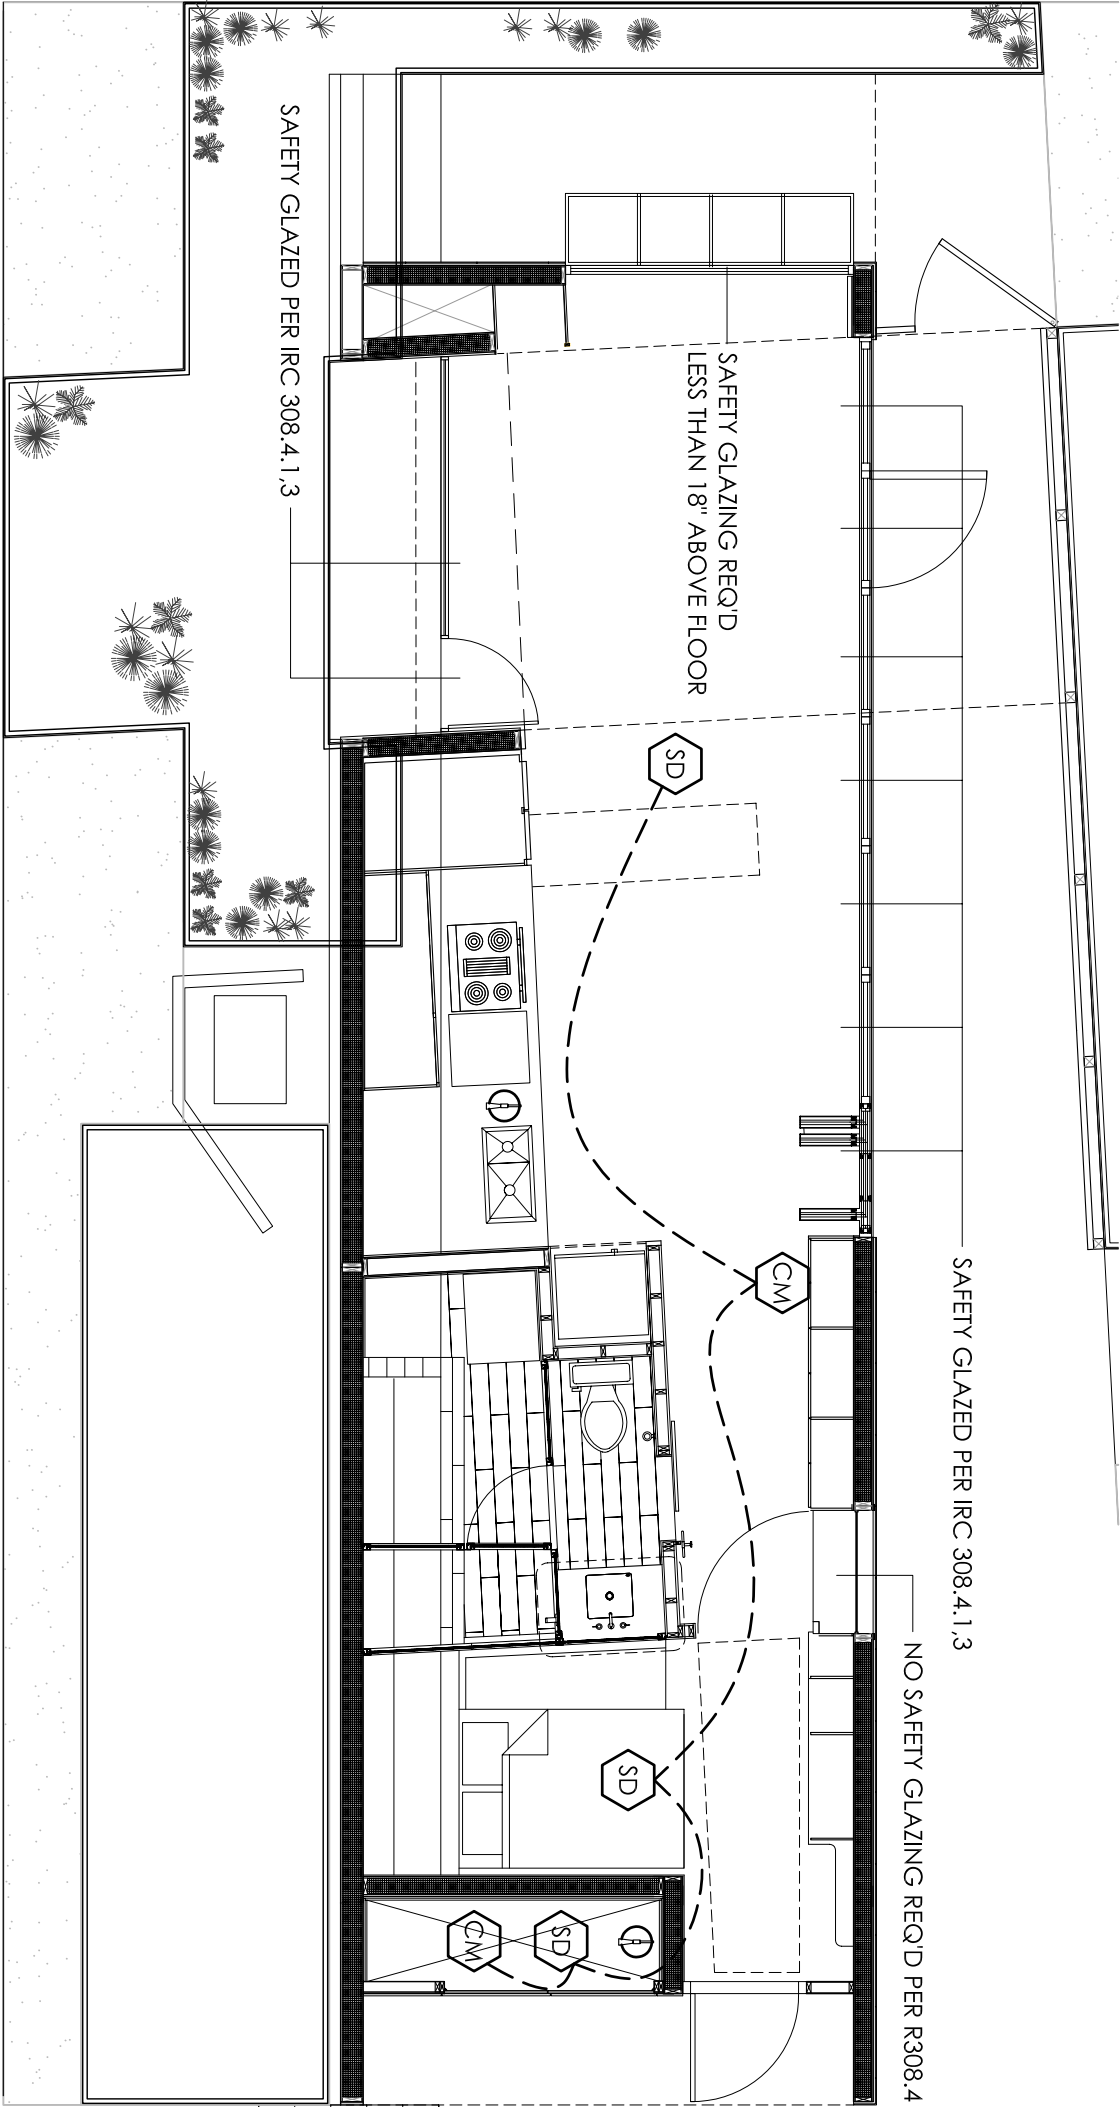 SAFETY GLAZED PER IRC 308.4.1,3
NO SAFETY GLAZING REQ'D PER R308.4
SAFETY GLAZING REQ'D
LESS THAN 18" ABOVE FLOOR
SD
CM
SD
SD
CM
SAFETY GLAZED PER IRC 308.4.1,3